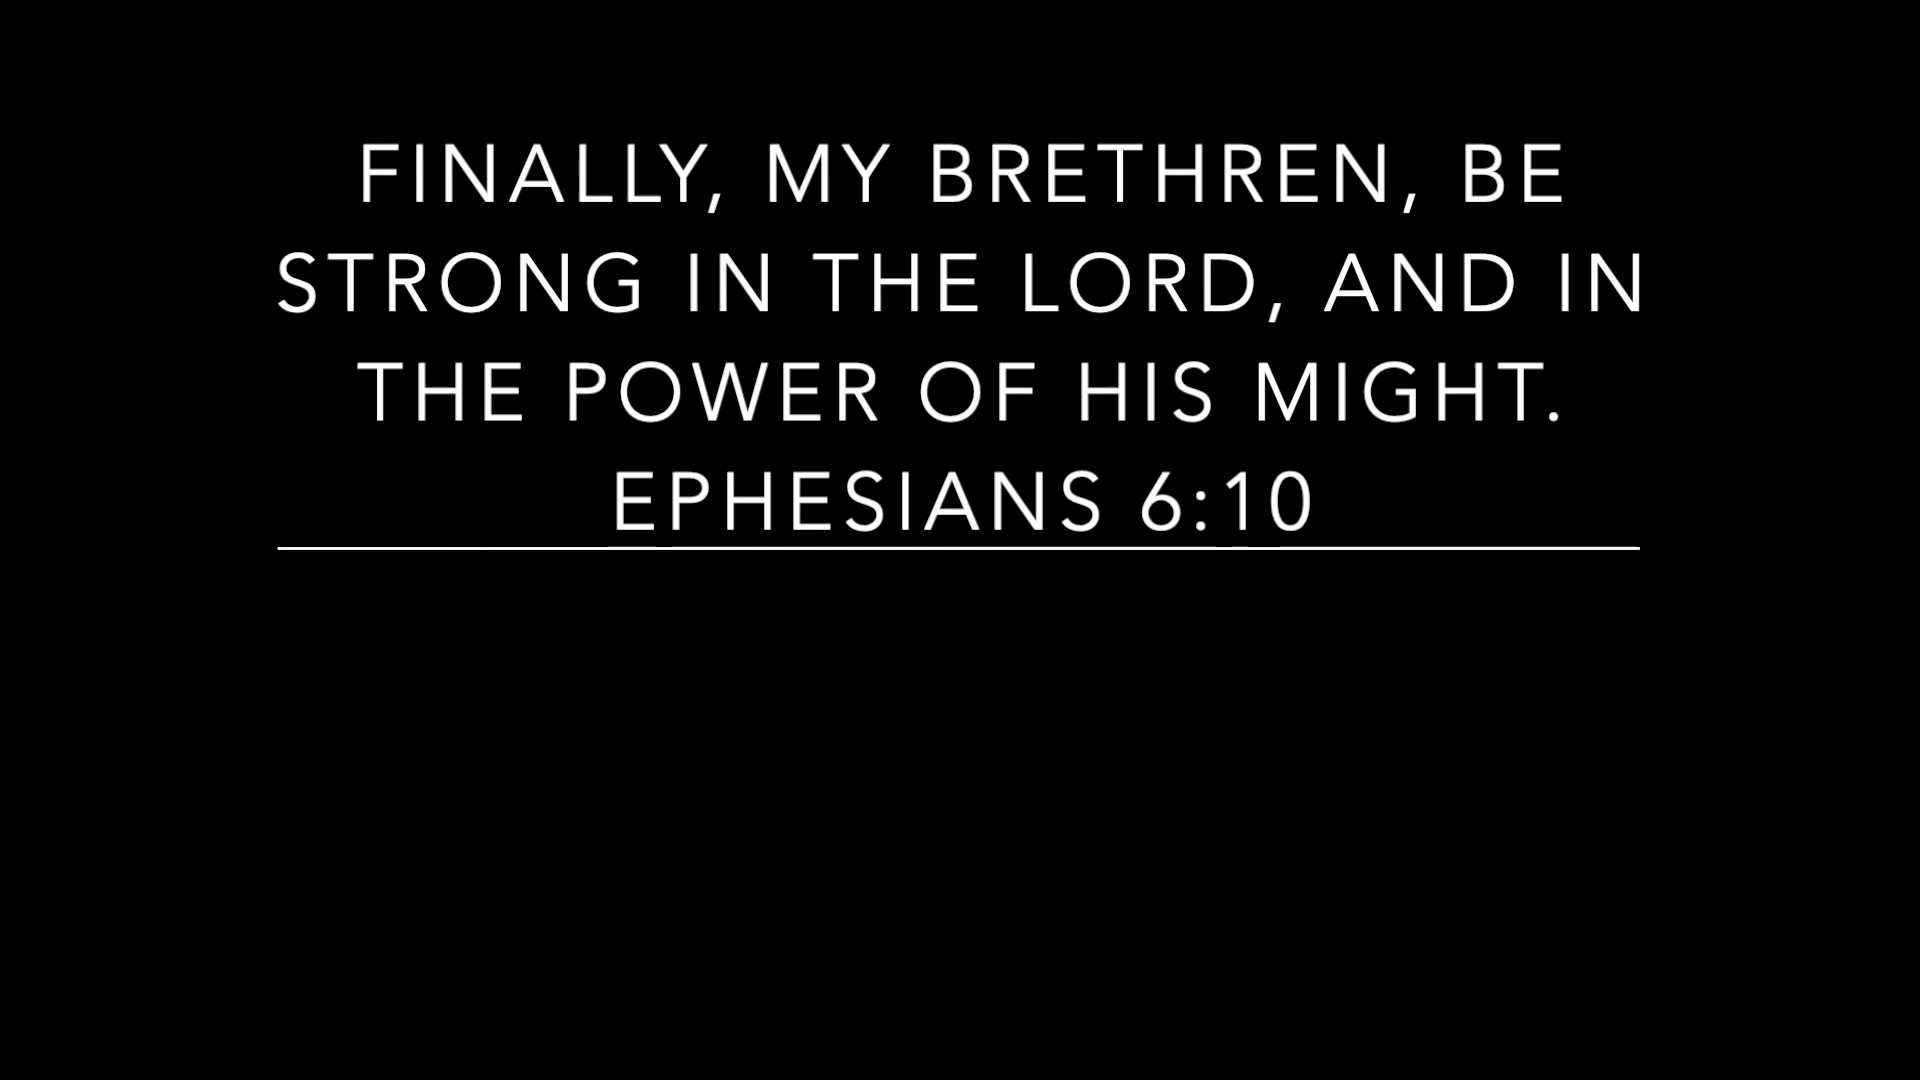 FINALLY, MY BRETHREN, BE
STRONG IN THE LORD, AND IN
THE POWER OF HIS MIGHT.
EPHESIANS 6:10